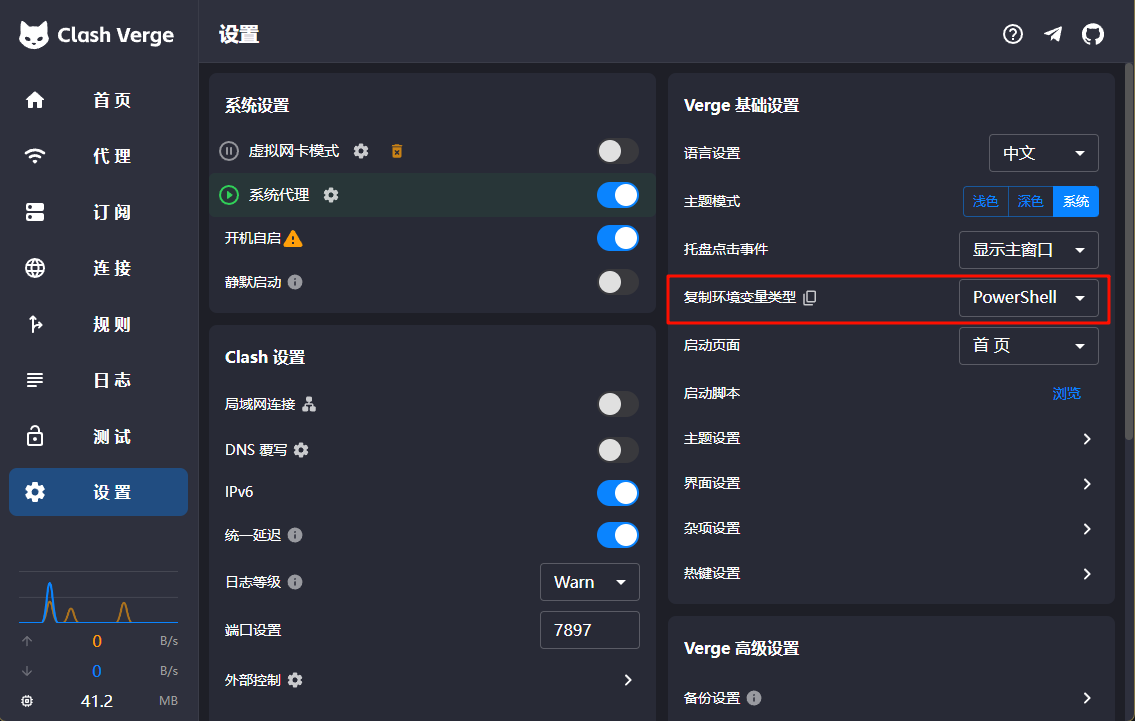 Clash Verge
首 页
代 理
订 阅
连 接
规 则
日 志
测 试
设 置
0 B/s
0 B/s
41.2 MB
设置
系统设置
虚拟网卡模式
系统代理
开机自启
静默启动
Clash 设置
局域网连接
DNS 覆写
IPv6
统一延迟
日志等级 Warn
端口设置 7897
外部控制
Verge 基础设置
语言设置 中文
主题模式 浅色 深色 系统
托盘点击事件 显示主窗口
复制环境变量类型 PowerShell
启动页面 首 页
启动脚本 浏览
主题设置
界面设置
杂项设置
热键设置
Verge 高级设置
备份设置